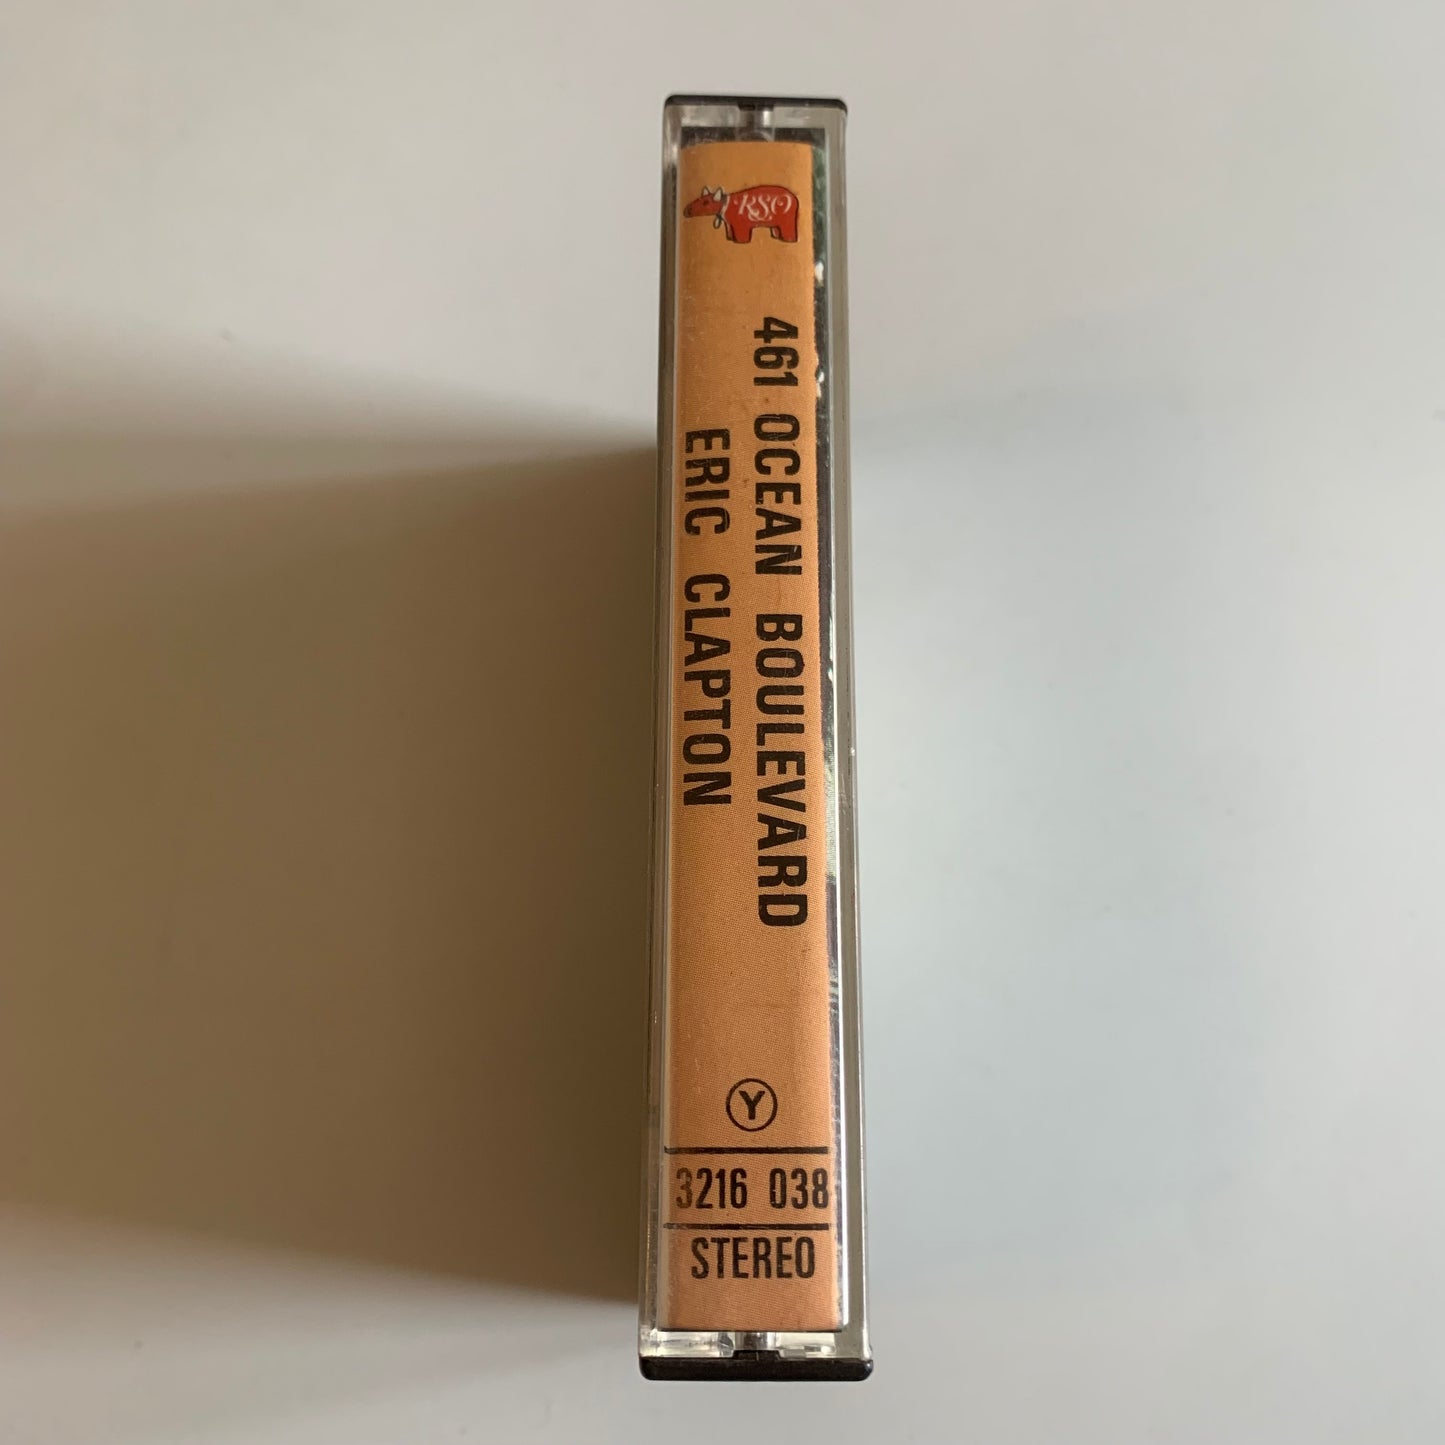 RSO
461 OCEAN BOULEVARD
ERIC CLAPTON
Y
3216 038
STEREO